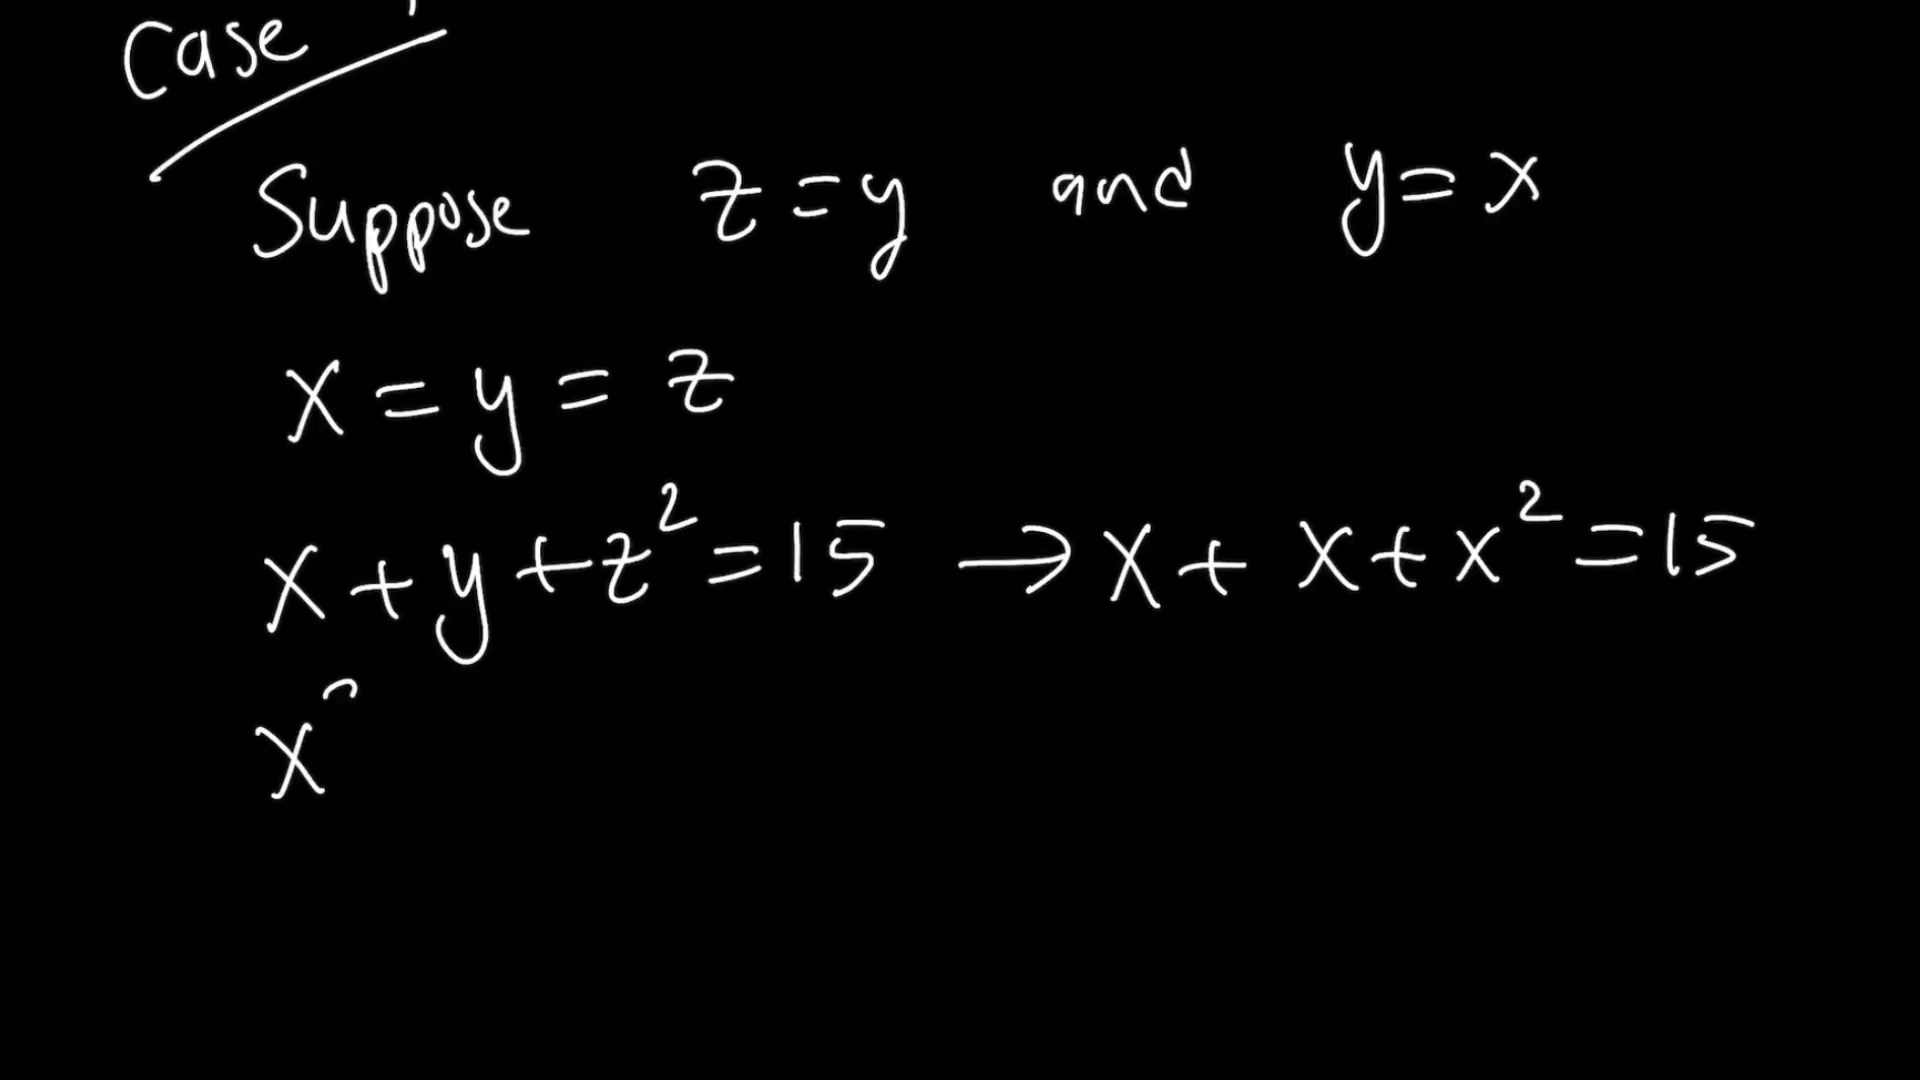 Case
Suppose z = y and y = x
x = y = z
x + y + z² = 15 → x + x + x² = 15
x